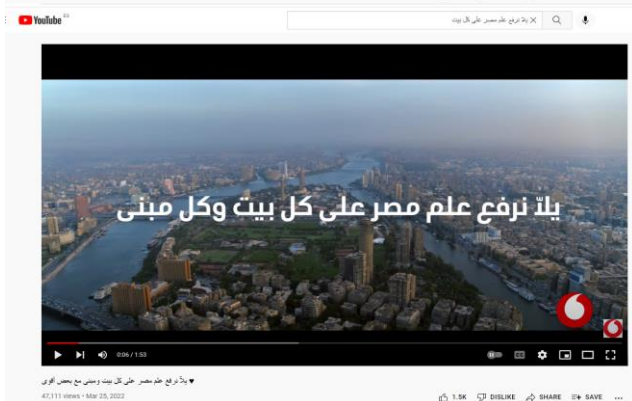 YouTube EG
يلا نرفع علم مصر على كل بيت
يلاّ نرفع علم مصر على كل بيت وكل مبنى
0:06 / 1:53
♥ يلاّ نرفع علم مصر على كل بيت ومبنى مع بعض أقوى
47,111 views • Mar 25, 2022
1.5K DISLIKE SHARE SAVE ...